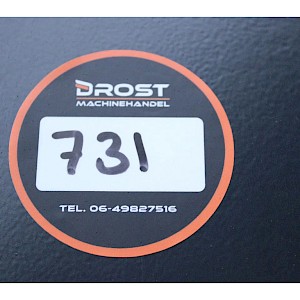 DROST
MACHINEHANDEL
731
TEL. 06-49827516